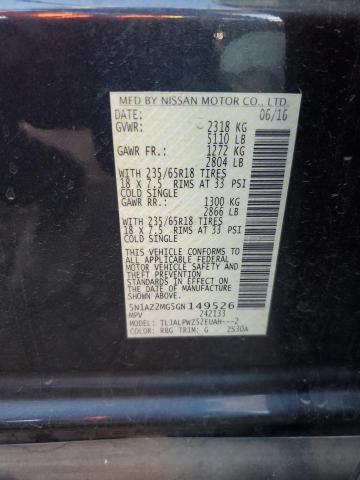 MFD BY NISSAN MOTOR CO., LTD.
DATE: 06/16
GVWR: 2318 KG
5110 LB
GAWR FR.: 1272 KG
2804 LB
WITH 235/65R18 TIRES
18 X 7.5 RIMS AT 33 PSI
COLD SINGLE
GAWR RR.: 1300 KG
2866 LB
WITH 235/65R18 TIRES
18 X 7.5 RIMS AT 33 PSI
COLD SINGLE
THIS VEHICLE CONFORMS TO
ALL APPLICABLE FEDERAL
MOTOR VEHICLE SAFETY
STANDARDS IN EFFECT ON
THE DATE OF MANUFACTURE
SHOWN ABOVE.
5N1AZ2MG5GN149526
MPV 242133
MODEL: TLJALPWZ52EUAH---2
COLOR: RBG TRIM: G - 2S30A